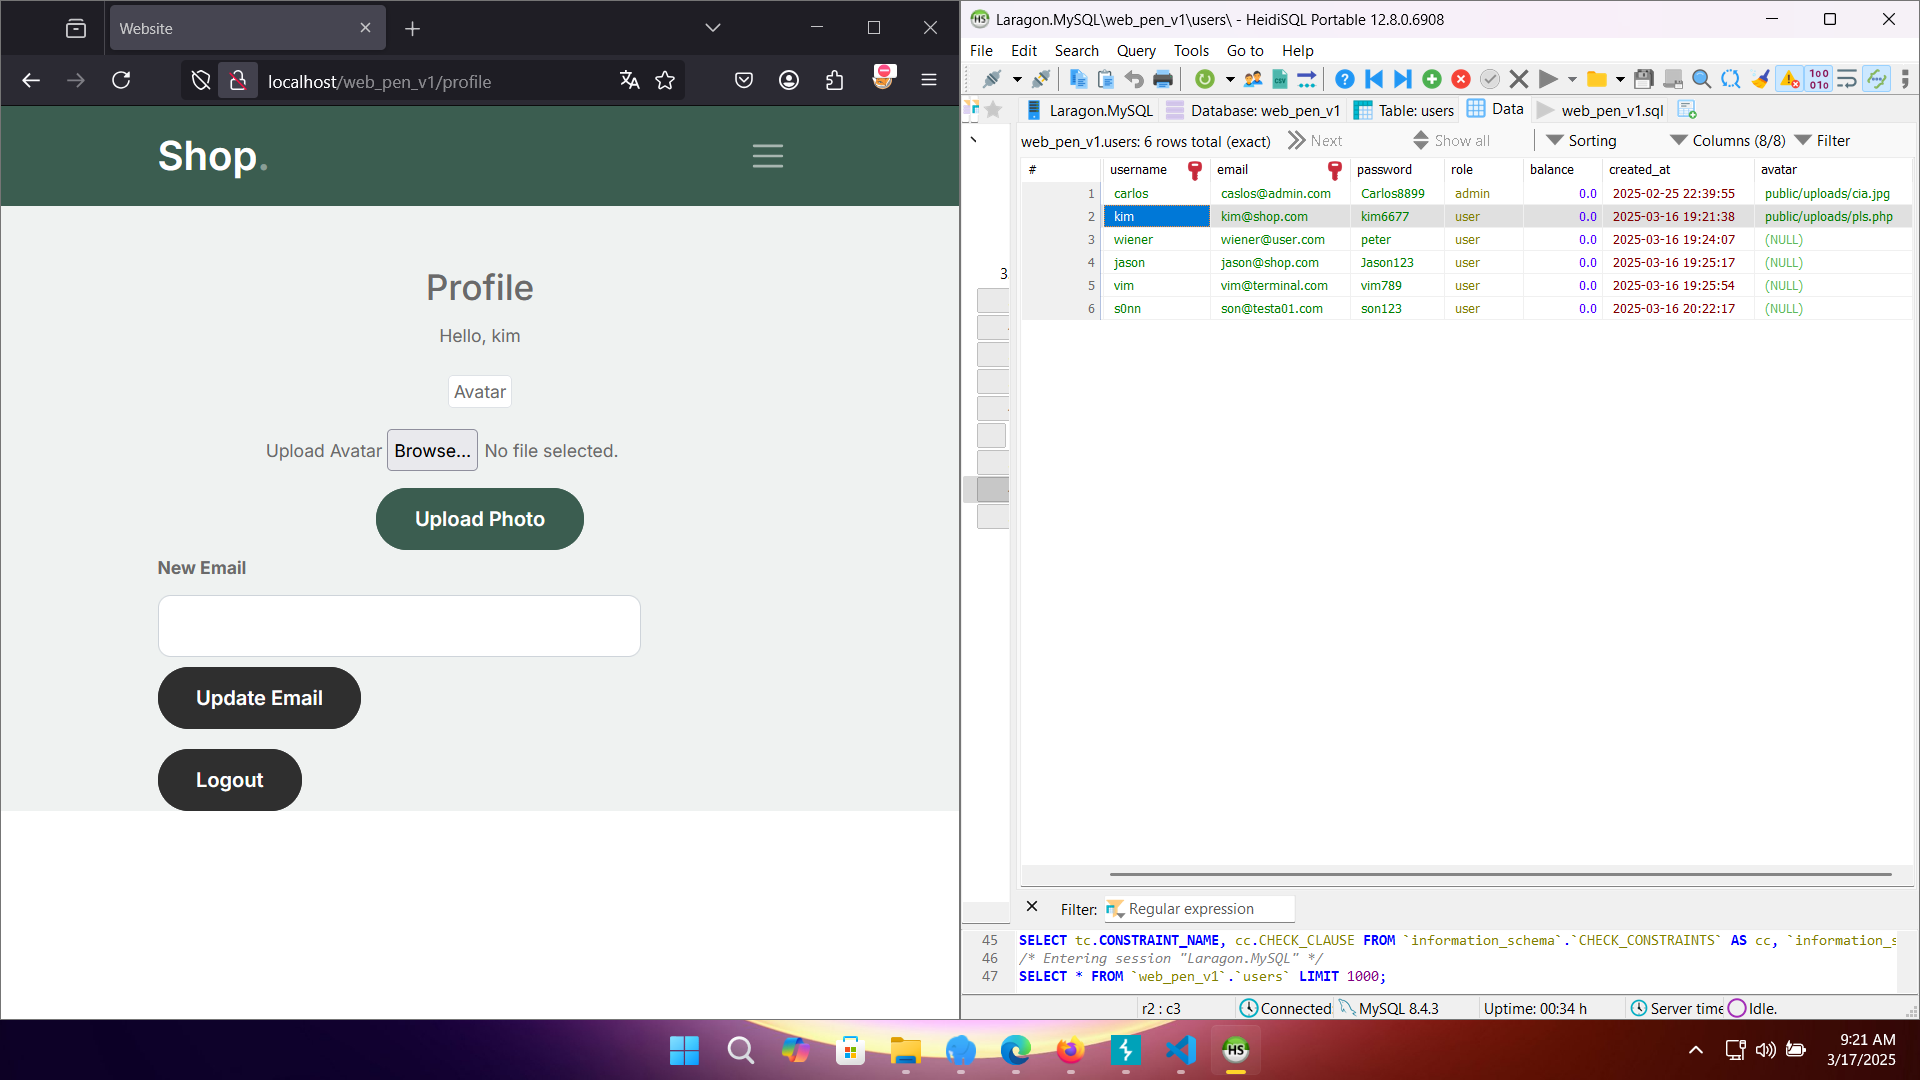 Website
localhost/web_pen_v1/profile
Shop.
Profile
Hello, kim
Avatar
Upload Avatar Browse... No file selected.
Upload Photo
New Email
Update Email
Logout
Laragon.MySQL\web_pen_v1\users\ - HeidiSQL Portable 12.8.0.6908
File Edit Search Query Tools Go to Help
Laragon.MySQL Database: web_pen_v1 Table: users Data web_pen_v1.sql
web_pen_v1.users: 6 rows total (exact) Next Show all Sorting Columns (8/8) Filter
# username email password role balance created_at avatar
1 carlos caslos@admin.com Carlos8899 admin 0.0 2025-02-25 22:39:55 public/uploads/cia.jpg
2 kim kim@shop.com kim6677 user 0.0 2025-03-16 19:21:38 public/uploads/pls.php
3 wiener wiener@user.com peter user 0.0 2025-03-16 19:24:07 (NULL)
4 jason jason@shop.com Jason123 user 0.0 2025-03-16 19:25:17 (NULL)
5 vim vim@terminal.com vim789 user 0.0 2025-03-16 19:25:54 (NULL)
6 s0nn son@testa01.com son123 user 0.0 2025-03-16 20:22:17 (NULL)
3
Filter: Regular expression
45 SELECT tc.CONSTRAINT_NAME, cc.CHECK_CLAUSE FROM `information_schema`.`CHECK_CONSTRAINTS` AS cc, `information_s
46 /* Entering session "Laragon.MySQL" */
47 SELECT * FROM `web_pen_v1`.`users` LIMIT 1000;
r2 : c3 Connected MySQL 8.4.3 Uptime: 00:34 h Server time Idle.
HS
9:21 AM
3/17/2025